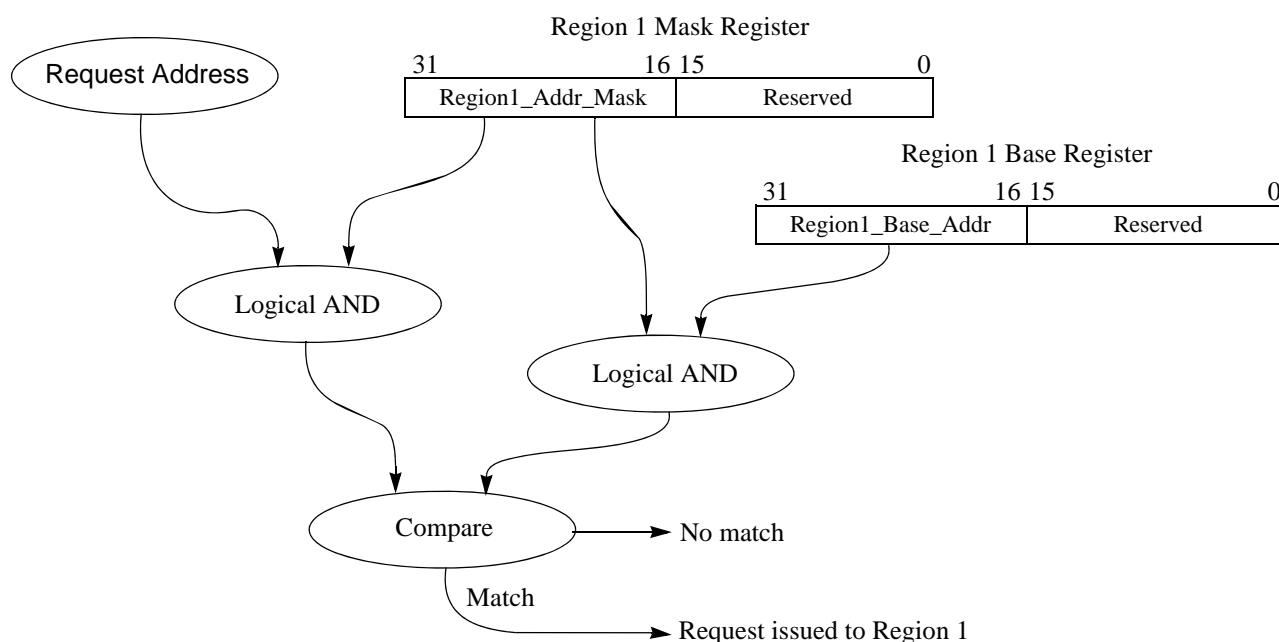 Region 1 Mask Register
Request Address
31 16 15 0
Region1_Addr_Mask Reserved
Region 1 Base Register
31 16 15 0
Region1_Base_Addr Reserved
Logical AND
Logical AND
Compare
No match
Match
Request issued to Region 1